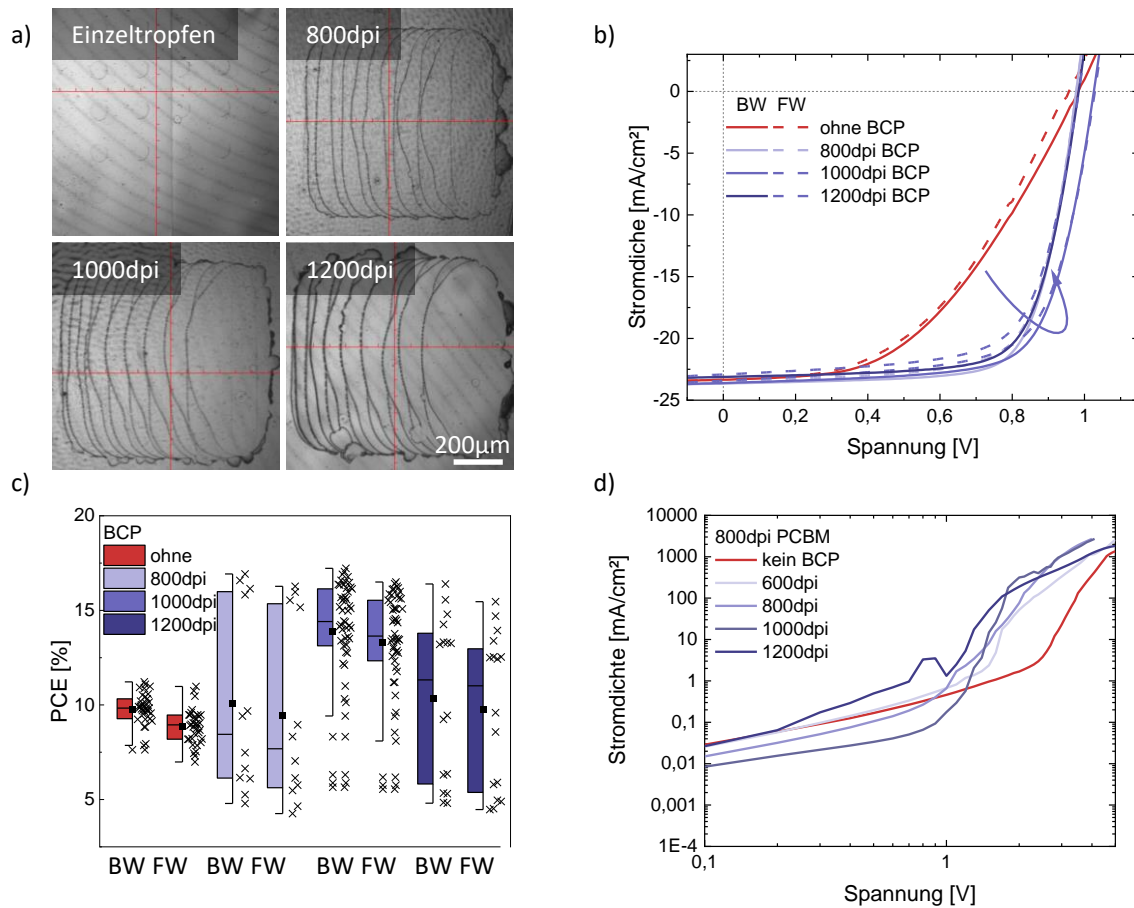 a)
Einzeltropfen
800dpi
1000dpi
1200dpi
200µm
b)
BW FW
ohne BCP
800dpi BCP
1000dpi BCP
1200dpi BCP
0
-5
-10
-15
-20
-25
0
0,2
0,4
0,6
0,8
1
Stromdiche [mA/cm²]
Spannung [V]
c)
BCP
ohne
800dpi
1000dpi
1200dpi
20
15
10
5
PCE [%]
BW FW BW FW BW FW BW FW
d)
800dpi PCBM
kein BCP
600dpi
800dpi
1000dpi
1200dpi
10000
1000
100
10
1
0,1
0,01
0,001
1E-4
0,1
1
Stromdichte [mA/cm²]
Spannung [V]